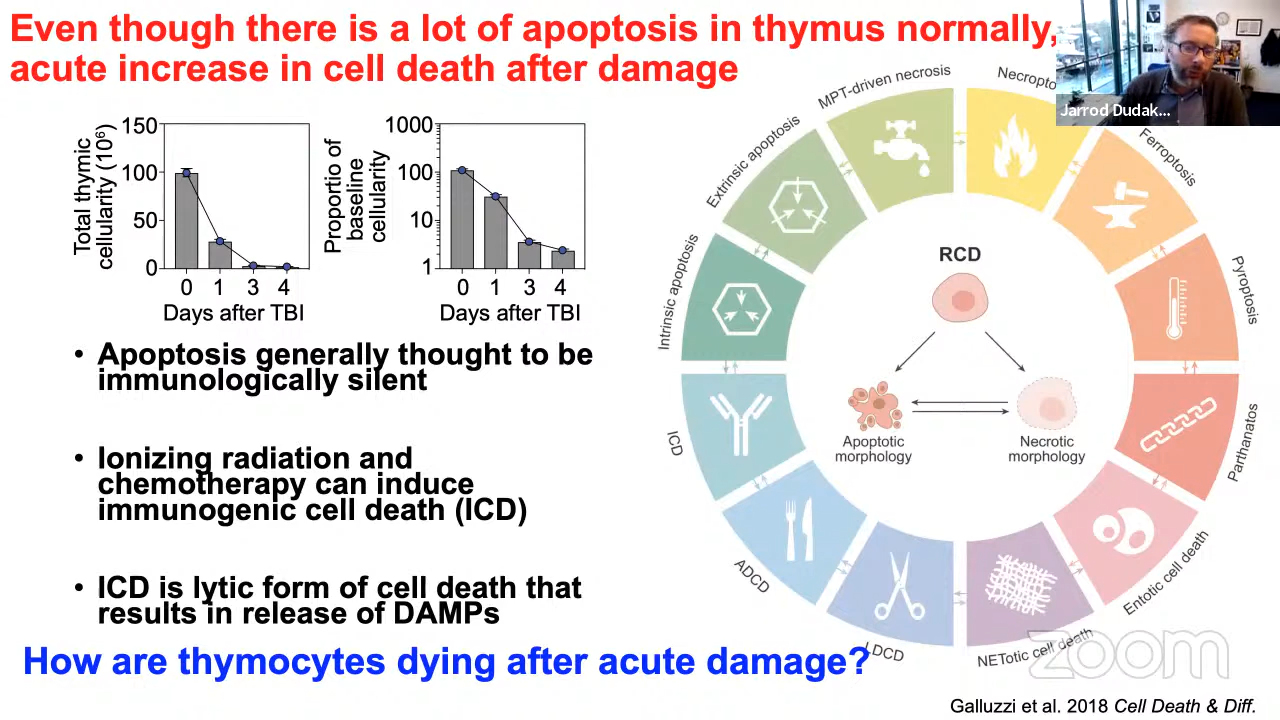 Even though there is a lot of apoptosis in thymus normally,
acute increase in cell death after damage
Jarrod Dudak...
Total thymic
cellularity (10⁶)
150
100
50
0
0 1 3 4
Days after TBI
Proportio of
baseline
cellularity
1000
100
10
1
0 1 3 4
Days after TBI
• Apoptosis generally thought to be
immunologically silent
• Ionizing radiation and
chemotherapy can induce
immunogenic cell death (ICD)
• ICD is lytic form of cell death that
results in release of DAMPs
How are thymocytes dying after acute damage?
MPT-driven necrosis
Necropto
Ferroptosis
Pyroptosis
Parthanatos
Entotic cell death
NETotic cell death
LDCD
ADCD
ICD
Intrinsic apoptosis
Extrinsic apoptosis
RCD
Apoptotic
morphology
Necrotic
morphology
zoom
Galluzzi et al. 2018 Cell Death & Diff.